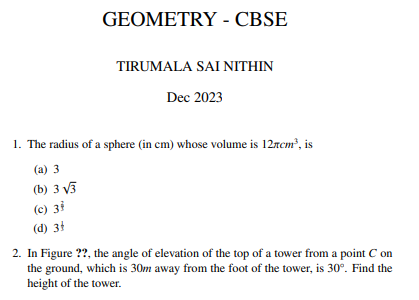 GEOMETRY - CBSE
TIRUMALA SAI NITHIN
Dec 2023
1. The radius of a sphere (in cm) whose volume is 12πcm³, is
(a) 3
(b) 3 √3
(c) 3^{2/3}
(d) 3^{1/3}
2. In Figure ??, the angle of elevation of the top of a tower from a point C on
the ground, which is 30m away from the foot of the tower, is 30°. Find the
height of the tower.